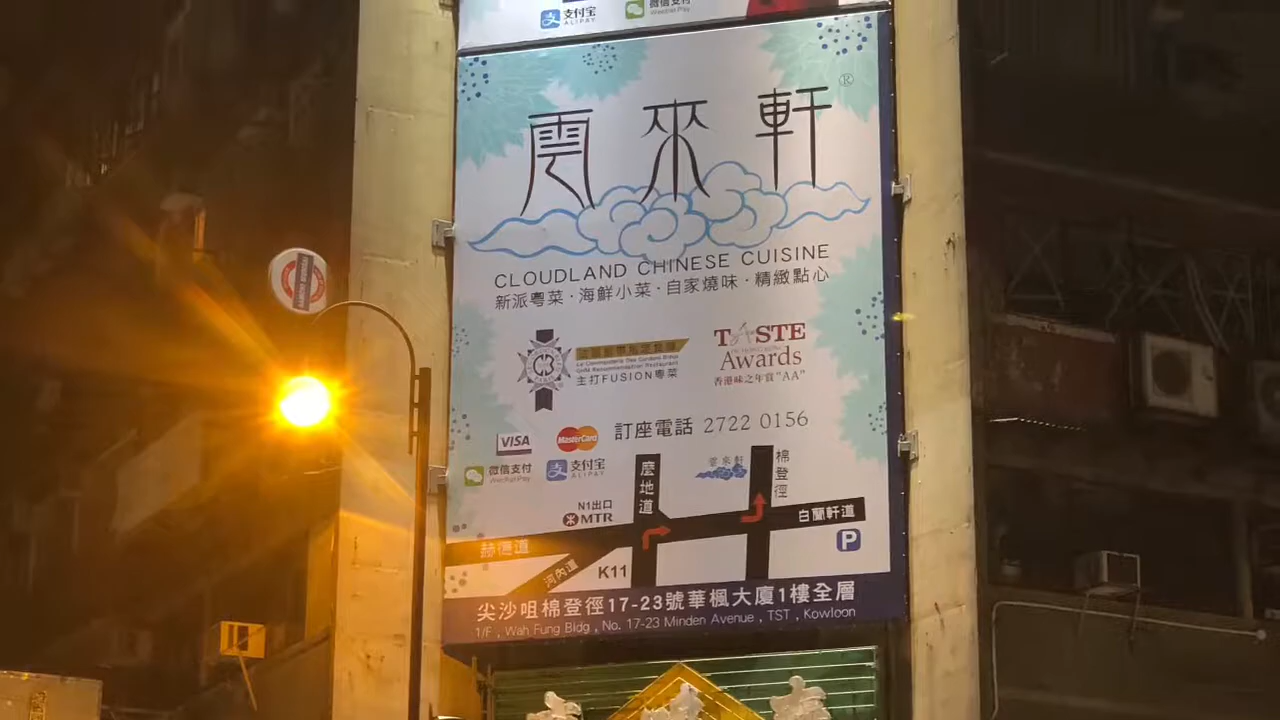 支付宝
ALIPAY
微信支付
WeChat Pay
雲來軒®
CLOUDLAND CHINESE CUISINE
新派粵菜·海鮮小菜·自家燒味·精緻點心
主打FUSION粵菜
TASTE
Awards
香港味之年賞"AA"
訂座電話 2722 0156
VISA
MasterCard
微信支付
WeChat Pay
支付宝
ALIPAY
雲來軒
麼地道
棉登徑
N1出口
MTR
白蘭軒道
赫德道
河內道
K11
P
尖沙咀棉登徑17-23號華楓大廈1樓全層
1/F , Wah Fung Bldg , No. 17-23 Minden Avenue , TST , Kowloon